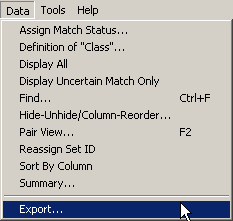 Data Tools Help
Assign Match Status...
Definition of "Class"...
Display All
Display Uncertain Match Only
Find... Ctrl+F
Hide-Unhide/Column-Reorder...
Pair View... F2
Reassign Set ID
Sort By Column
Summary...
Export...